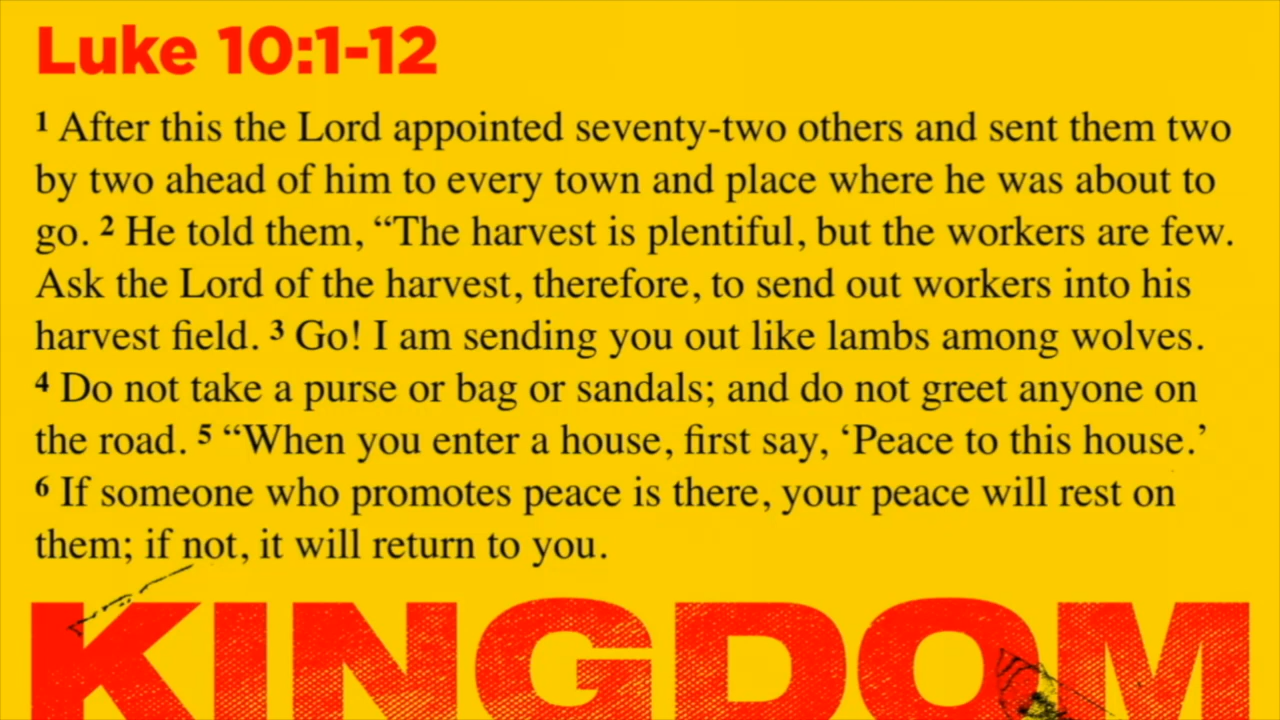 Luke 10:1-12
1 After this the Lord appointed seventy-two others and sent them two
by two ahead of him to every town and place where he was about to
go. 2 He told them, “The harvest is plentiful, but the workers are few.
Ask the Lord of the harvest, therefore, to send out workers into his
harvest field. 3 Go! I am sending you out like lambs among wolves.
4 Do not take a purse or bag or sandals; and do not greet anyone on
the road. 5 “When you enter a house, first say, ‘Peace to this house.’
6 If someone who promotes peace is there, your peace will rest on
them; if not, it will return to you.
KINGDOM